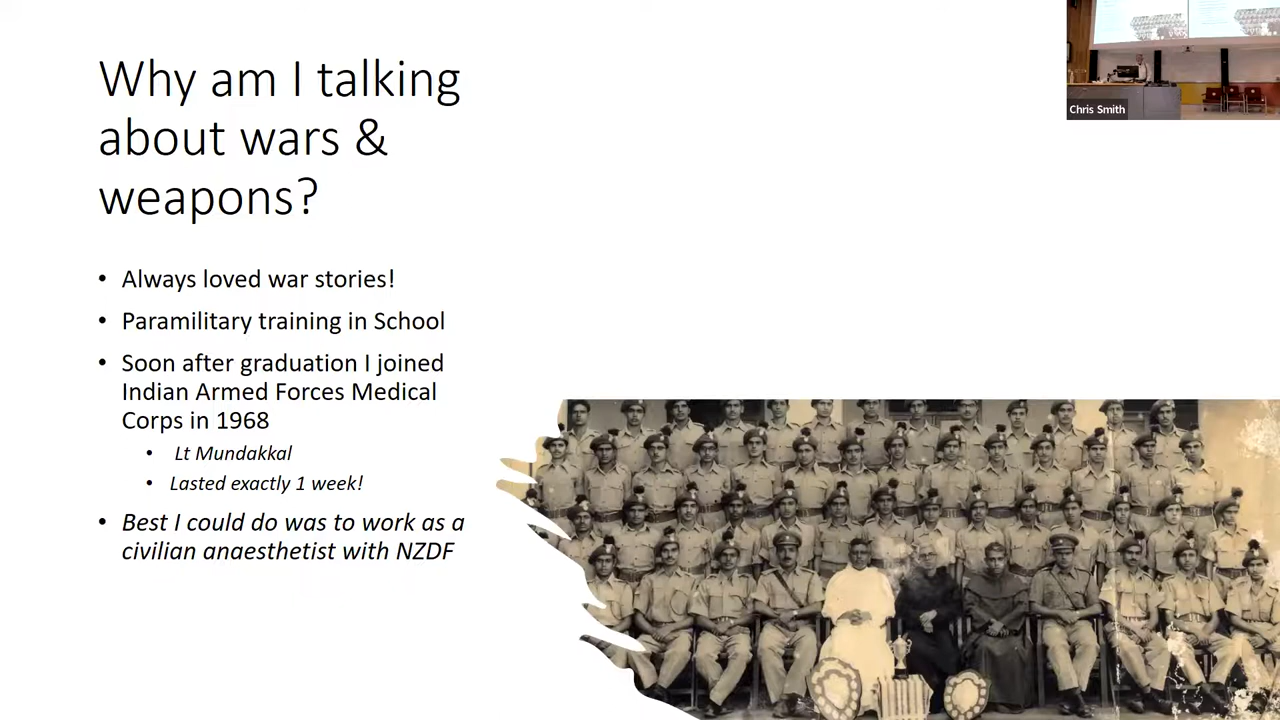 Why am I talking
about wars &
weapons?
• Always loved war stories!
• Paramilitary training in School
• Soon after graduation I joined
Indian Armed Forces Medical
Corps in 1968
• Lt Mundakkal
• Lasted exactly 1 week!
• Best I could do was to work as a
civilian anaesthetist with NZDF
Chris Smith